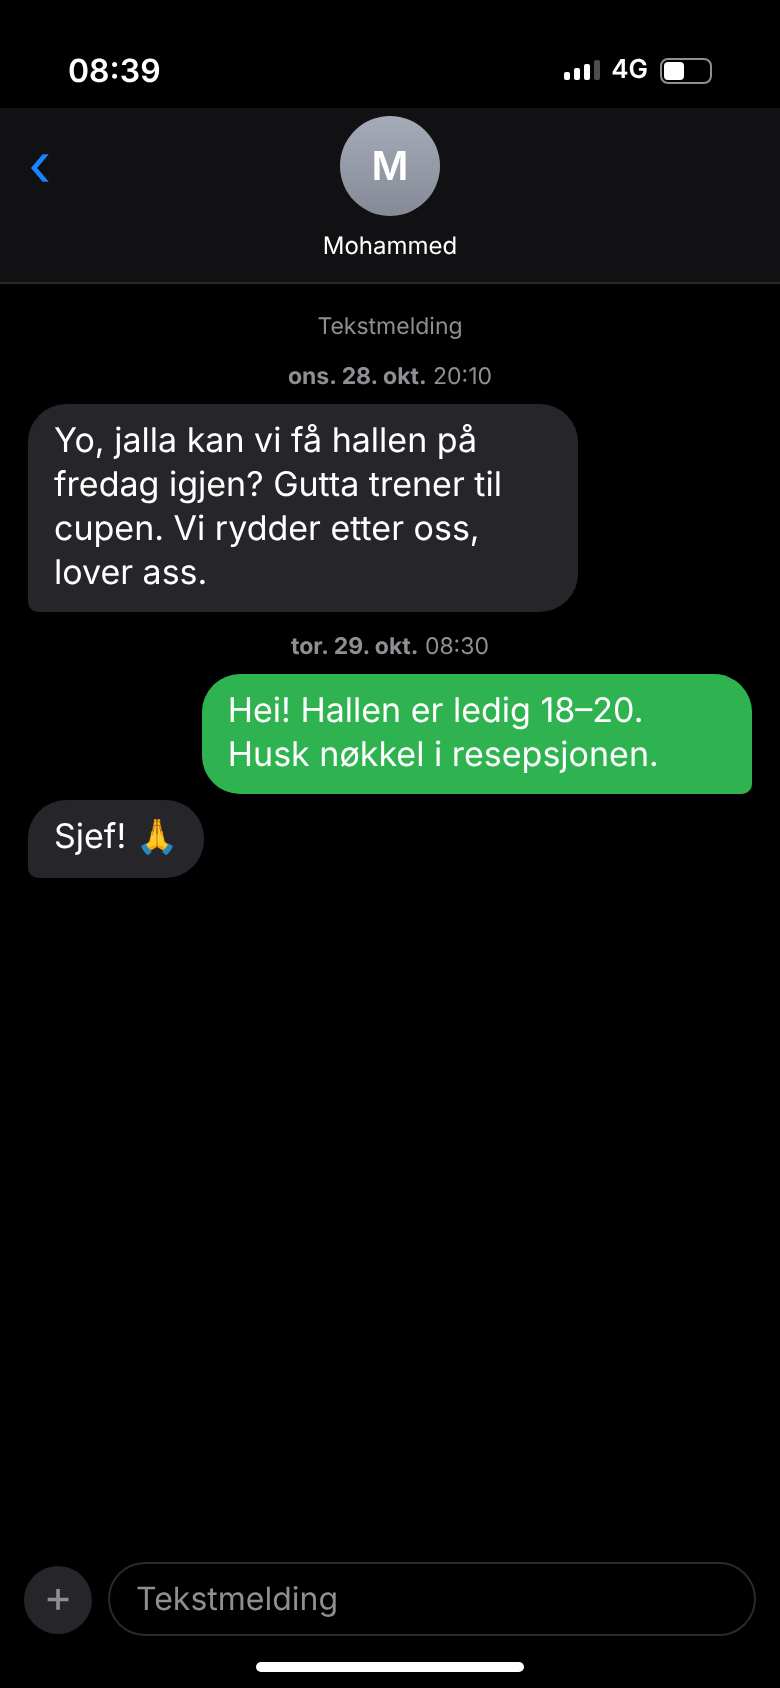 08:39
4G
M
Mohammed
Tekstmelding
ons. 28. okt. 20:10
Yo, jalla kan vi få hallen på
fredag igjen? Gutta trener til
cupen. Vi rydder etter oss,
lover ass.
tor. 29. okt. 08:30
Hei! Hallen er ledig 18–20.
Husk nøkkel i resepsjonen.
Sjef! 🙏
Tekstmelding